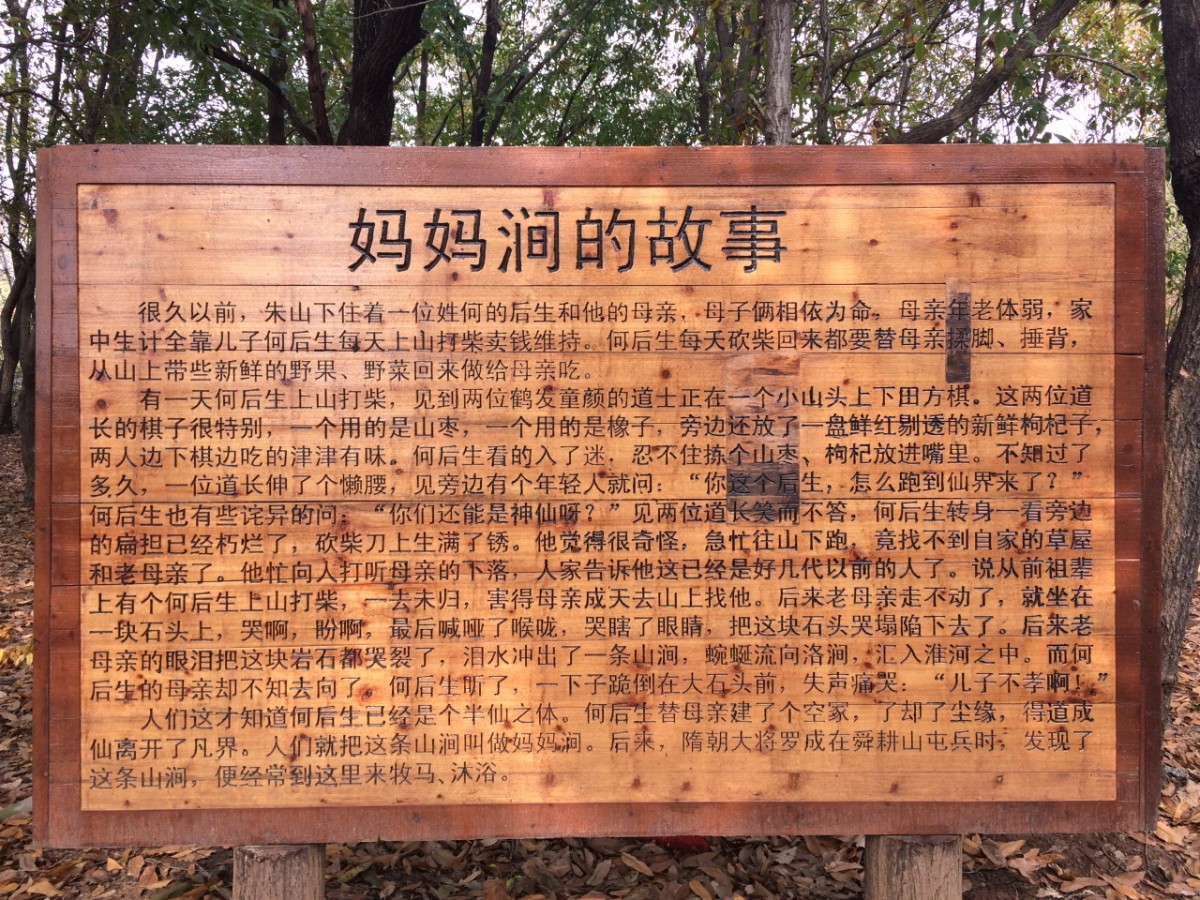 妈妈涧的故事
很久以前，朱山下住着一位姓何的后生和他的母亲，母子俩相依为命。母亲年老体弱，家
中生计全靠儿子何后生每天上山打柴卖钱维持。何后生每天砍柴回来都要替母亲揉脚、捶背，
从山上带些新鲜的野果、野菜回来做给母亲吃。
有一天何后生上山打柴，见到两位鹤发童颜的道士正在一个小山头上下田方棋。这两位道
长的棋子很特别，一个用的是山枣，一个用的是橡子，旁边还放了一盘鲜红剔透的新鲜枸杞子，
两人边下棋边吃的津津有味。何后生看的入了迷，忍不住拣个山枣、枸杞放进嘴里。不知过了
多久，一位道长伸了个懒腰，见旁边有个年轻人就问：“你这个后生，怎么跑到仙界来了？”
何后生也有些诧异的问：“你们还能是神仙呀？”见两位道长笑而不答，何后生转身一看旁边
的扁担已经朽烂了，砍柴刀上生满了锈。他觉得很奇怪，急忙往山下跑，竟找不到自家的草屋
和老母亲了。他忙向人打听母亲的下落，人家告诉他这已经是好几代以前的人了。说从前祖辈
上有个何后生上山打柴，一去未归，害得母亲成天去山上找他。后来老母亲走不动了，就坐在
一块石头上，哭啊，盼啊，最后喊哑了喉咙，哭瞎了眼睛，把这块石头哭塌陷下去了。后来老
母亲的眼泪把这块岩石都哭裂了，泪水冲出了一条山涧，蜿蜒流向洛涧，汇入淮河之中。而何
后生的母亲却不知去向了。何后生听了，一下子跪倒在大石头前，失声痛哭：“儿子不孝啊！”
人们这才知道何后生已经是个半仙之体。何后生替母亲建了个空冢，了却了尘缘，得道成
仙离开了凡界。人们就把这条山涧叫做妈妈涧。后来，隋朝大将罗成在舜耕山屯兵时，发现了
这条山涧，便经常到这里来牧马、沐浴。